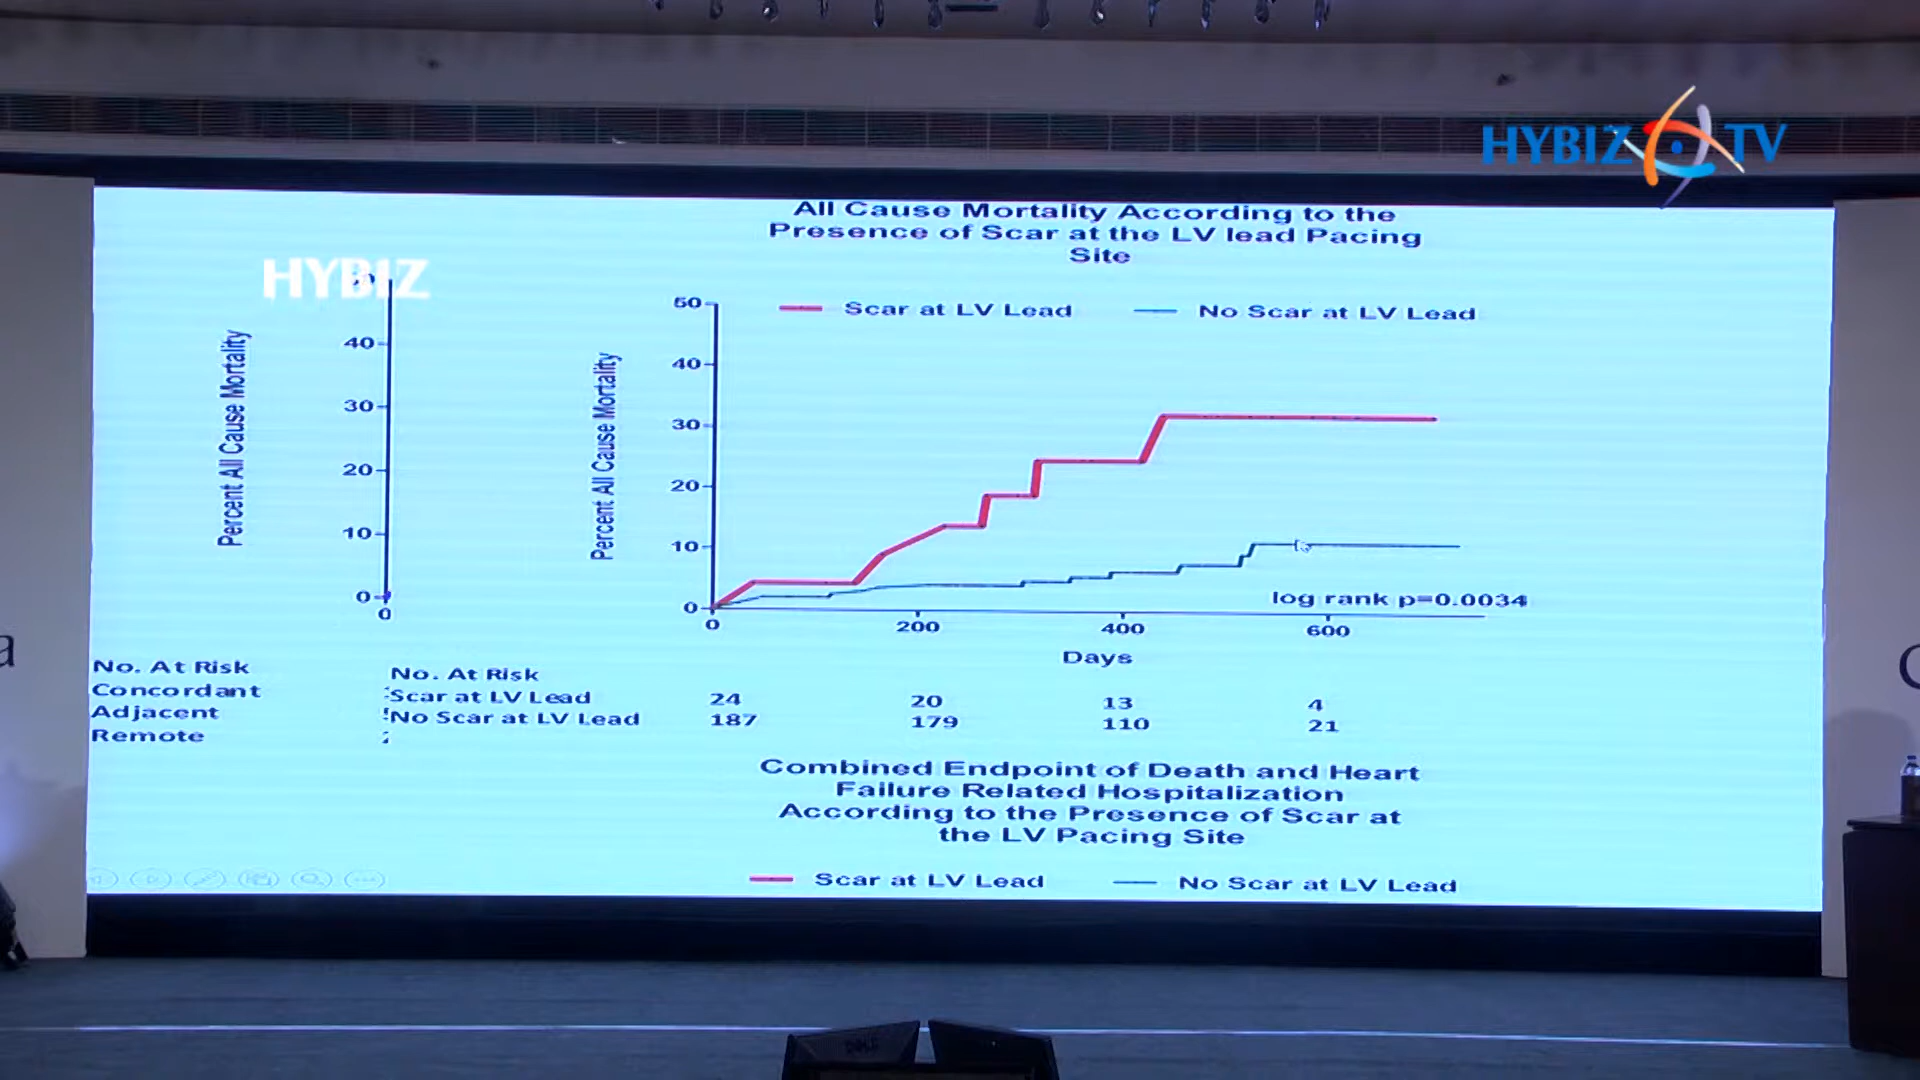 HYBIZ TV
HYBIZ
All Cause Mortality According to the
Presence of Scar at the LV lead Pacing
Site
Scar at LV Lead
No Scar at LV Lead
Percent All Cause Mortality
40
30
20
10
0
0
Percent All Cause Mortality
50
40
30
20
10
0
log rank p=0.0034
0
200
400
600
Days
No. At Risk
Concordant
Adjacent
Remote
No. At Risk
Scar at LV Lead 24 20 13 4
No Scar at LV Lead 187 179 110 21
Combined Endpoint of Death and Heart
Failure Related Hospitalization
According to the Presence of Scar at
the LV Pacing Site
Scar at LV Lead
No Scar at LV Lead
DELL